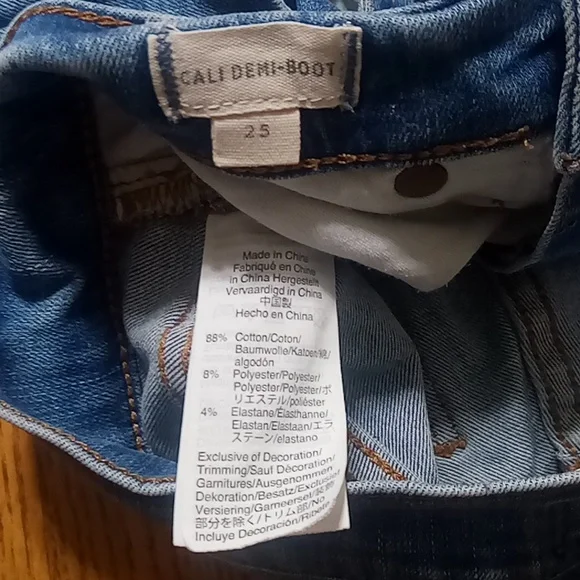 CALI DEMI-BOOT
25
Made in China
Fabriqué en Chine
in China Hergestellt
Vervaardigd in China
中国製
Hecho en China
88% Cotton/Coton/
Baumwolle/Katoen/綿/
algodón
8% Polyester/Polyester/
Polyester/Polyester/ポ
リエステル/poliéster
4% Elastane/Élasthanne/
Elastan/Elastaan/エラ
ステーン/elastano
Exclusive of Decoration/
Trimming/Sauf Décoration/
Garnitures/Ausgenommen
Dekoration/Besatz/Exclusief
Versiering/Garneersel/装飾
部分を除く/トリム部/No
Incluye Decoración/Ribete